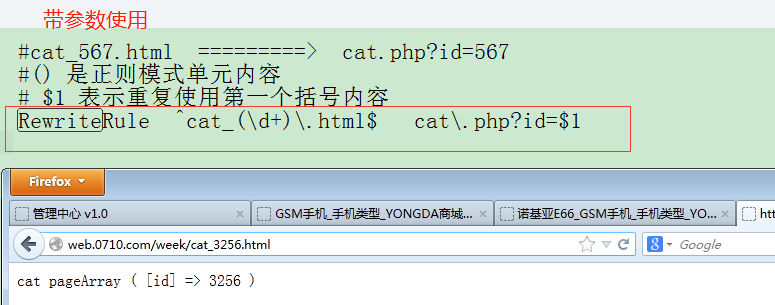 带参数使用
#cat_567.html =========> cat.php?id=567
#() 是正则模式单元内容
# $1 表示重复使用第一个括号内容
RewriteRule ^cat_(\d+)\.html$ cat\.php?id=$1
Firefox
管理中心 v1.0
GSM手机_手机类型_YONGDA商城...
诺基亚E66_GSM手机_手机类型_YO...
htt
web.0710.com/week/cat_3256.html
Google
cat pageArray ( [id] => 3256 )